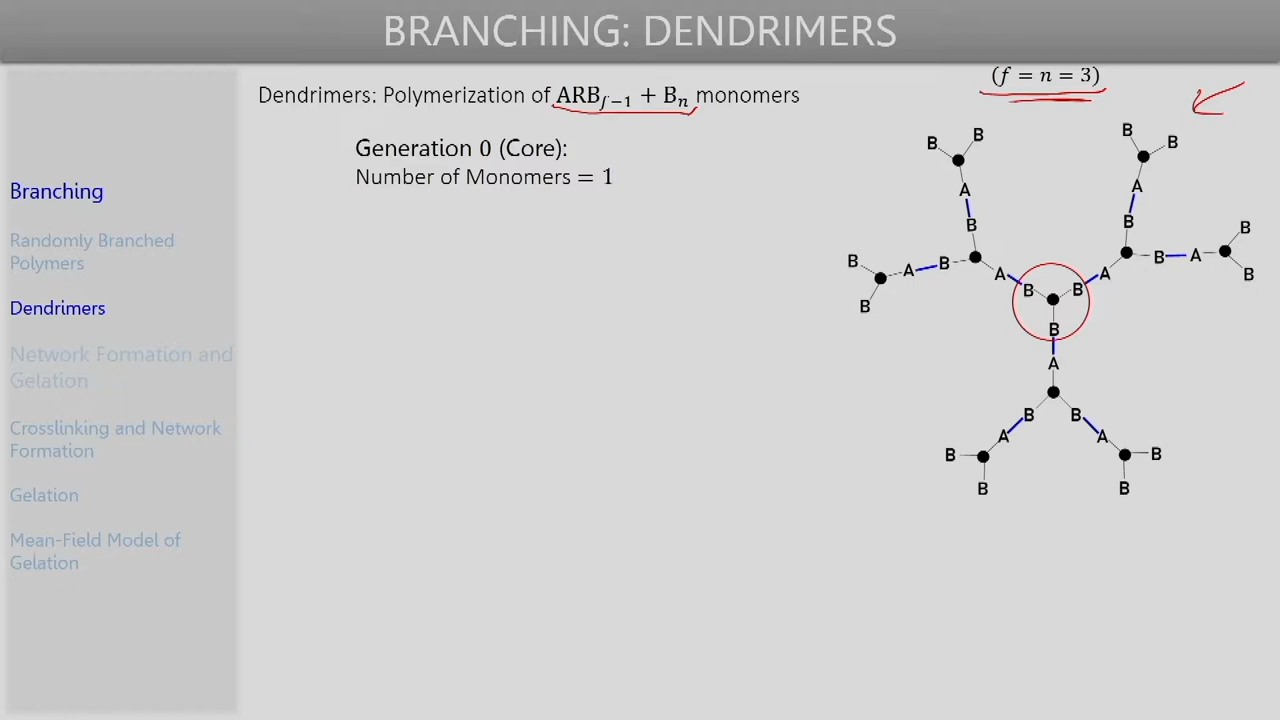 BRANCHING: DENDRIMERS
Branching
Randomly Branched
Polymers
Dendrimers
Network Formation and
Gelation
Crosslinking and Network
Formation
Gelation
Mean-Field Model of
Gelation
Dendrimers: Polymerization of ARB_{f-1} + B_n monomers
Generation 0 (Core):
Number of Monomers = 1
(f = n = 3)
B B B B
A A
B B B
B A B B A B A B
B B B B
B
A
B B
A A
B B B
B B